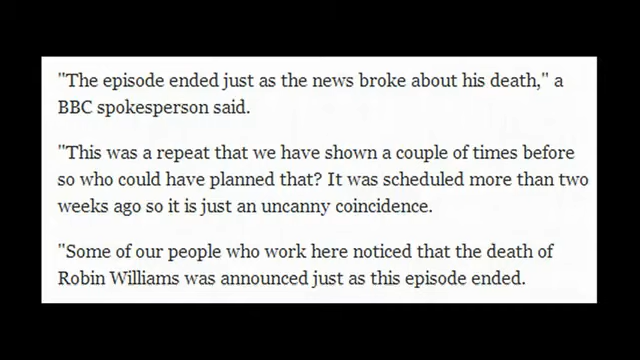 "The episode ended just as the news broke about his death," a
BBC spokesperson said.
"This was a repeat that we have shown a couple of times before
so who could have planned that? It was scheduled more than two
weeks ago so it is just an uncanny coincidence.
"Some of our people who work here noticed that the death of
Robin Williams was announced just as this episode ended.